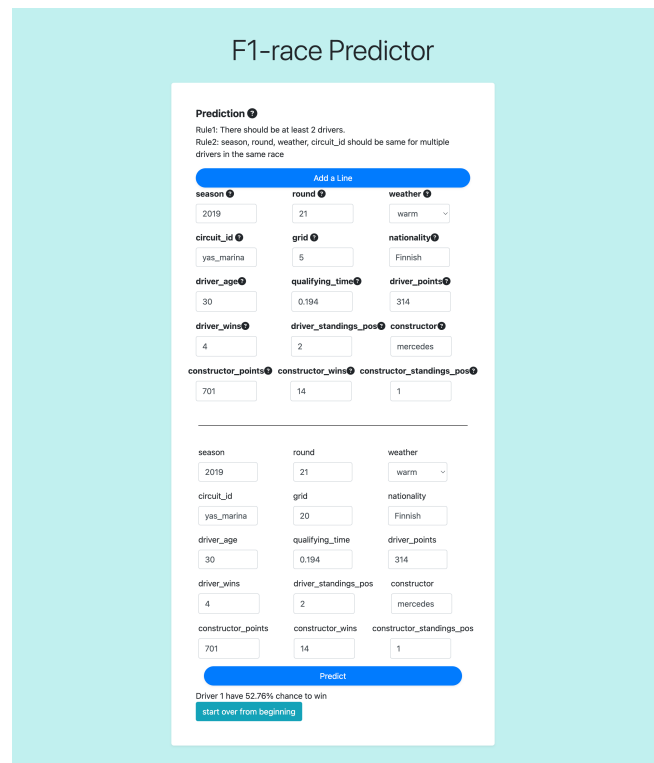 F1-race Predictor
Prediction ?
Rule1: There should be at least 2 drivers.
Rule2: season, round, weather, circuit_id should be same for multiple
drivers in the same race
Add a Line
season ? round ? weather ?
2019 21 warm
circuit_id ? grid ? nationality?
yas_marina 5 Finnish
driver_age? qualifying_time? driver_points?
30 0.194 314
driver_wins? driver_standings_pos? constructor?
4 2 mercedes
constructor_points? constructor_wins? constructor_standings_pos?
701 14 1
season round weather
2019 21 warm
circuit_id grid nationality
yas_marina 20 Finnish
driver_age qualifying_time driver_points
30 0.194 314
driver_wins driver_standings_pos constructor
4 2 mercedes
constructor_points constructor_wins constructor_standings_pos
701 14 1
Predict
Driver 1 have 52.76% chance to win
start over from beginning